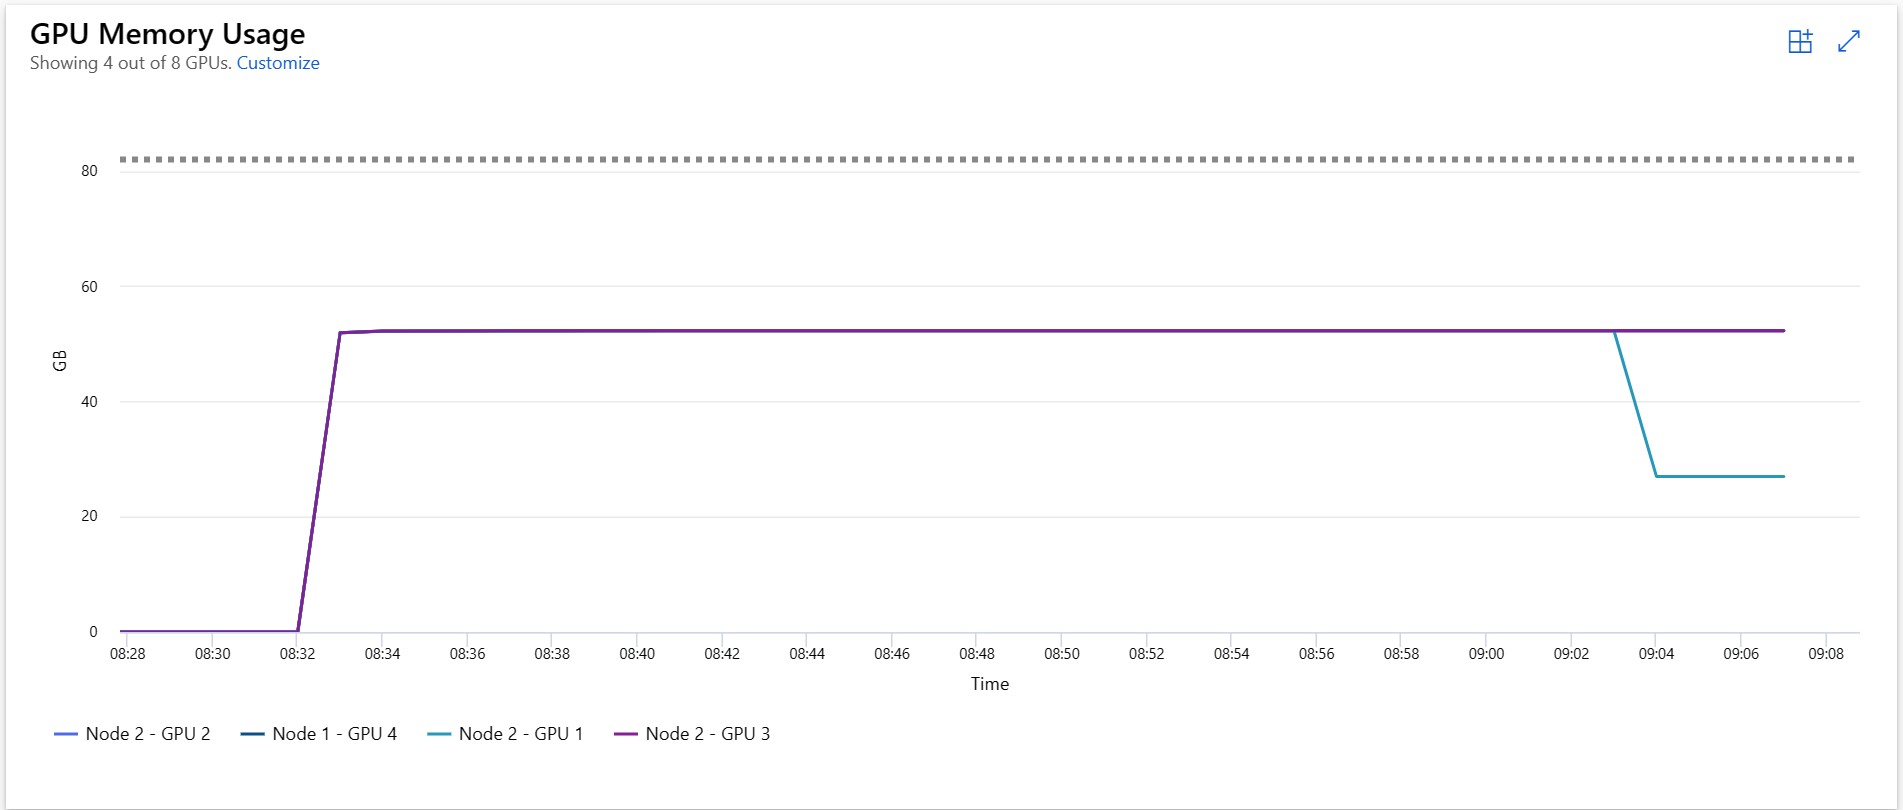 GPU Memory Usage
Showing 4 out of 8 GPUs. Customize
80
60
GB
40
20
0
08:28 08:30 08:32 08:34 08:36 08:38 08:40 08:42 08:44 08:46 08:48 08:50 08:52 08:54 08:56 08:58 09:00 09:02 09:04 09:06 09:08
Time
Node 2 - GPU 2 Node 1 - GPU 4 Node 2 - GPU 1 Node 2 - GPU 3